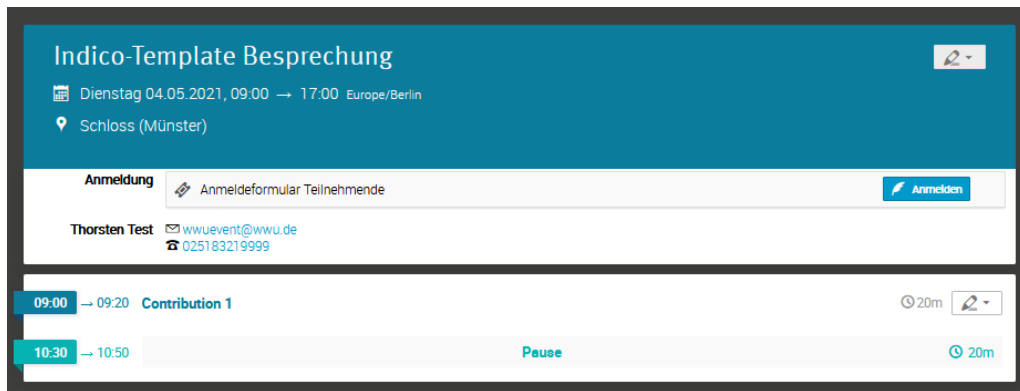 Indico-Template Besprechung
Dienstag 04.05.2021, 09:00 → 17:00 Europe/Berlin
Schloss (Münster)
Anmeldung Anmeldeformular Teilnehmende Anmelden
Thorsten Test wwuevent@wwu.de
025183219999
09:00 → 09:20 Contribution 1 20m
10:30 → 10:50 Pause 20m